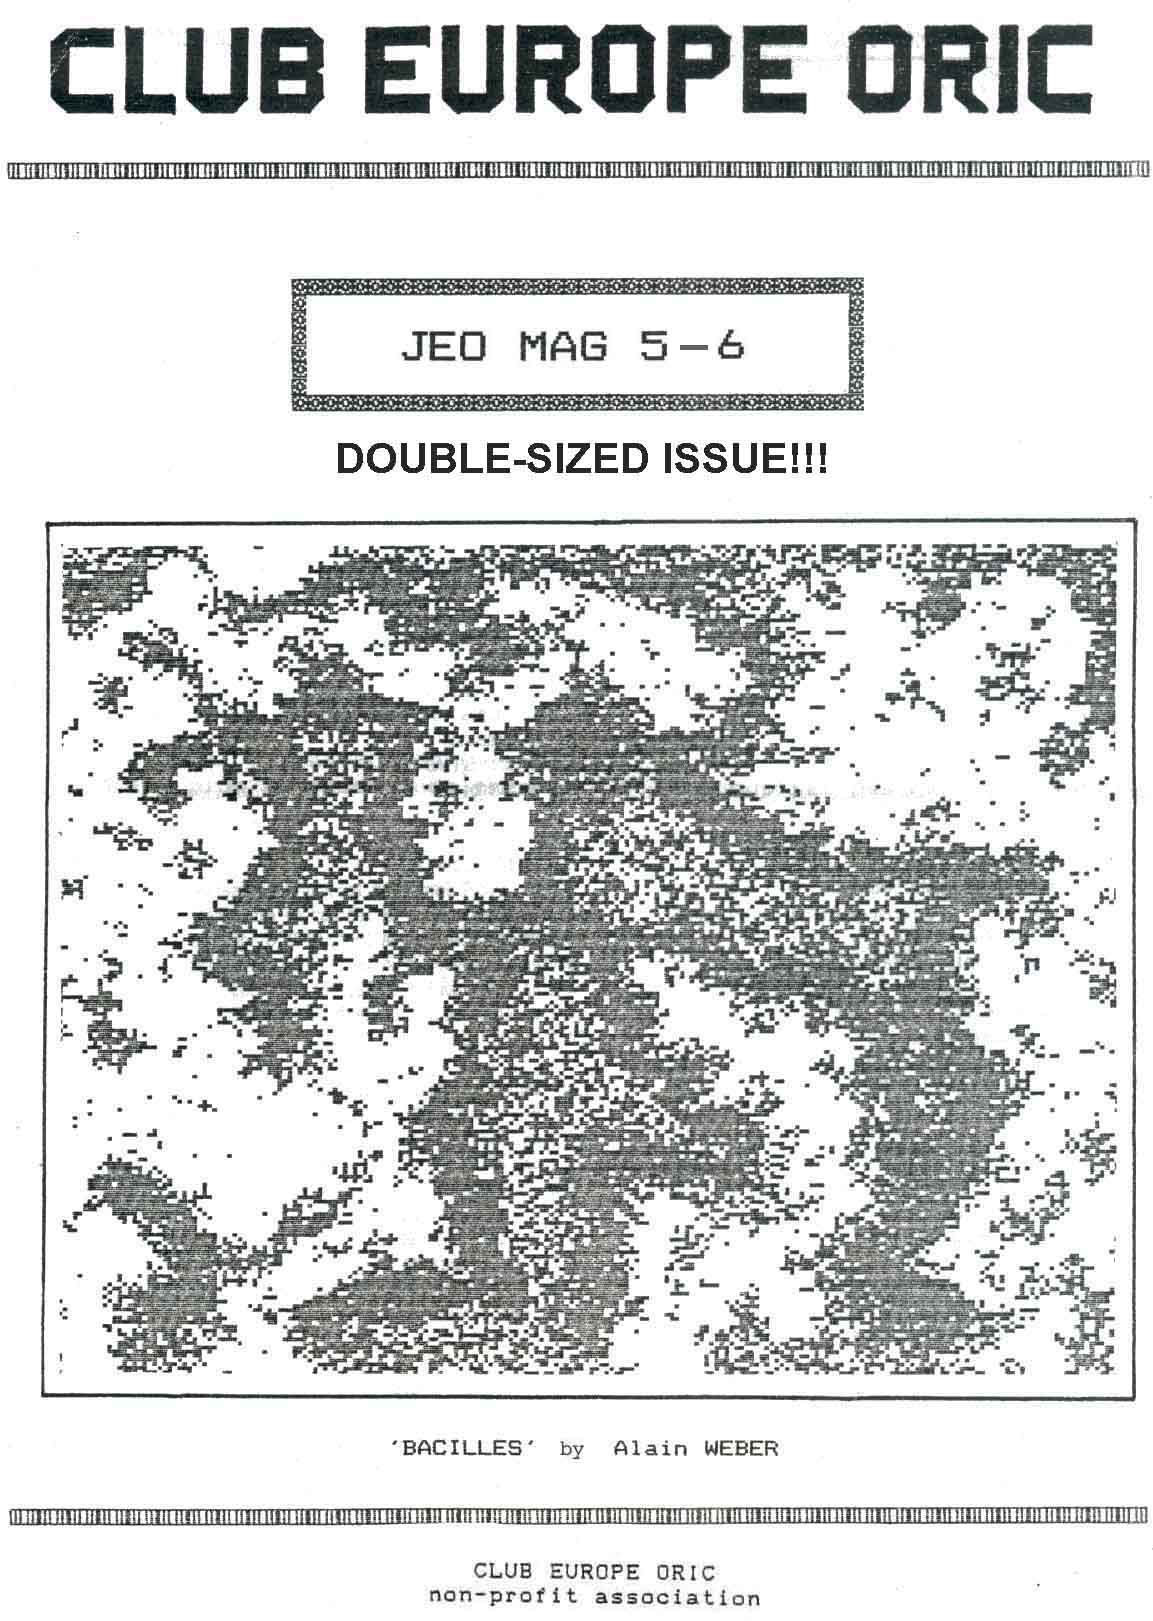 CLUB EUROPE ORIC
JEO MAG 5-6
DOUBLE-SIZED ISSUE!!!
'BACILLES' by Alain WEBER
CLUB EUROPE ORIC
non-profit association